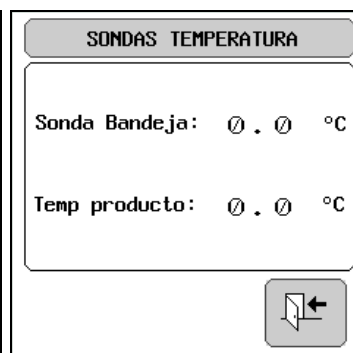 SONDAS TEMPERATURA
Sonda Bandeja: 0.0 °C
Temp producto: 0.0 °C